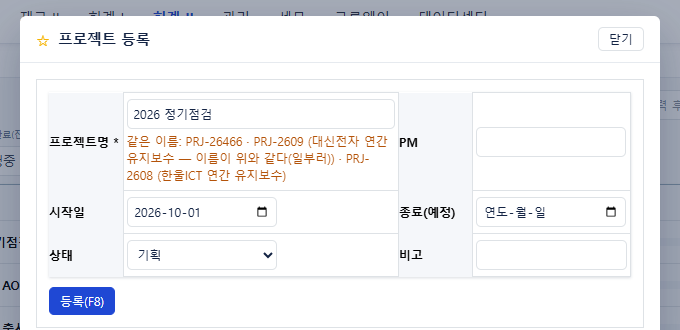 ☆ 프로젝트 등록 닫기
프로젝트명 * 2026 정기점검 PM
같은 이름: PRJ-26466 · PRJ-2609 (대신전자 연간
유지보수 — 이름이 위와 같다(일부러)) · PRJ-
2608 (한울ICT 연간 유지보수)
시작일 2026-10-01 종료(예정) 연도-월-일
상태 기획 비고
등록(F8)